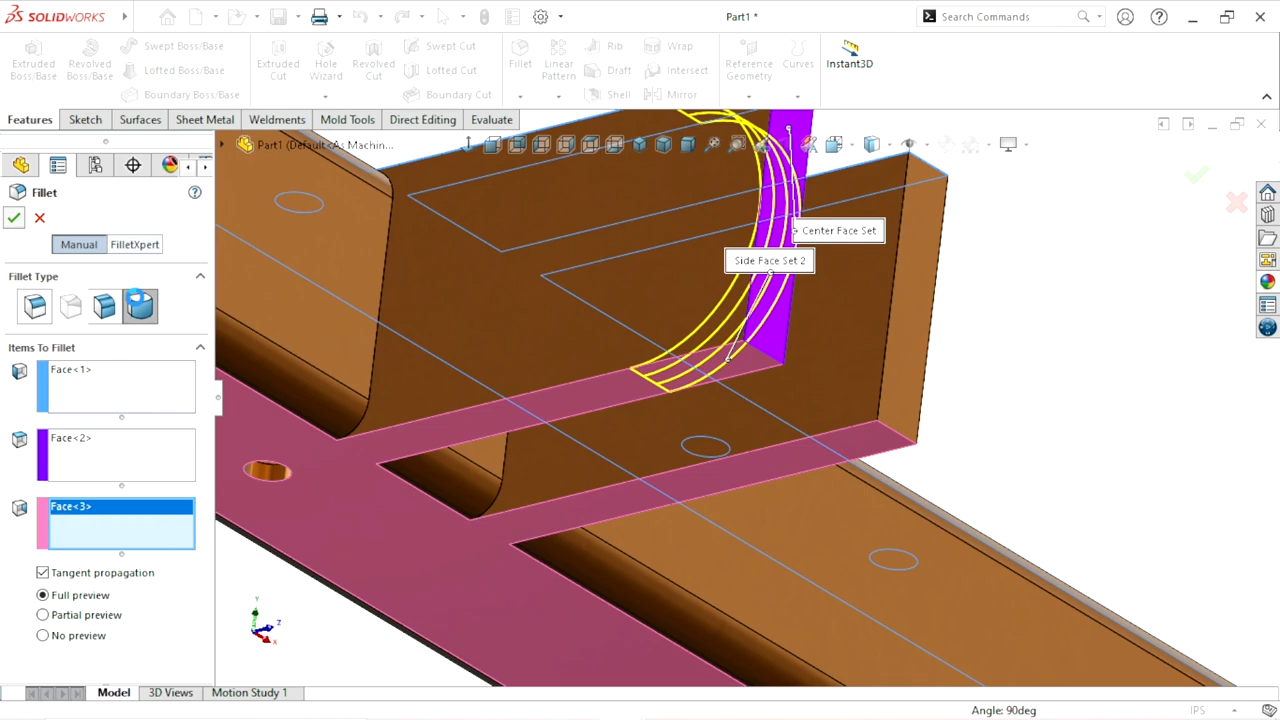 SOLIDWORKS
Part1 *
Search Commands
Extruded Boss/Base
Revolved Boss/Base
Swept Boss/Base
Lofted Boss/Base
Boundary Boss/Base
Extruded Cut
Hole Wizard
Revolved Cut
Swept Cut
Lofted Cut
Boundary Cut
Fillet
Linear Pattern
Rib
Draft
Shell
Wrap
Intersect
Mirror
Reference Geometry
Curves
Instant3D
Features
Sketch
Surfaces
Sheet Metal
Weldments
Mold Tools
Direct Editing
Evaluate
Part1 (Default<As Machin...
Fillet
Manual
FilletXpert
Fillet Type
Items To Fillet
Face<1>
Face<2>
Face<3>
Tangent propagation
Full preview
Partial preview
No preview
Center Face Set
Side Face Set 2
Y
Z
X
Model
3D Views
Motion Study 1
Angle: 90deg
IPS